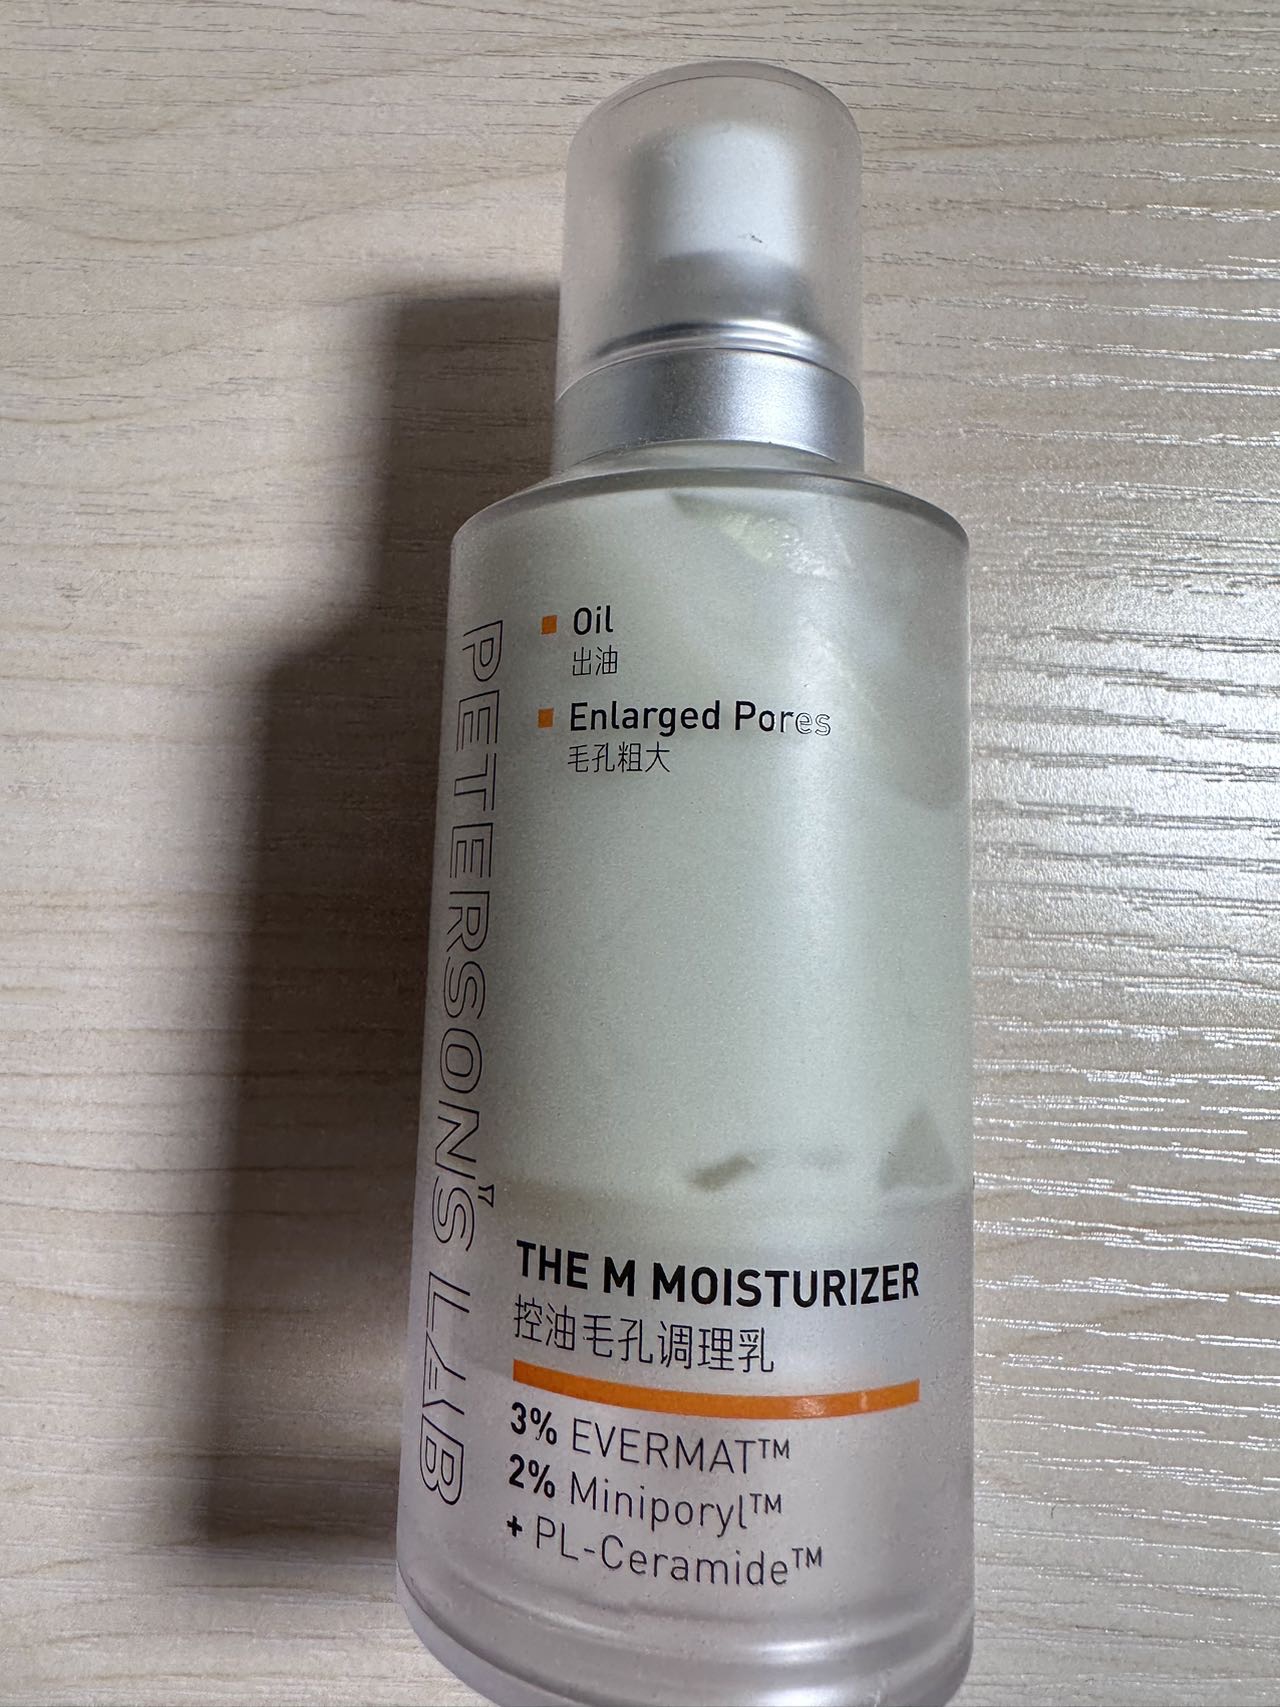 Oil
出油
Enlarged Pores
毛孔粗大
PETERSON'S LAB
THE M MOISTURIZER
控油毛孔调理乳
3% EVERMAT™
2% Miniporyl™
+ PL-Ceramide™